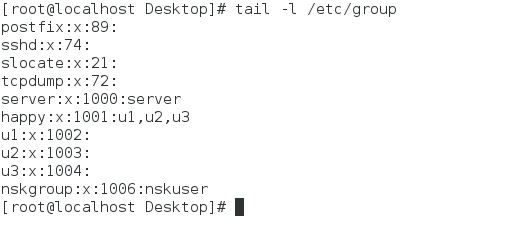 [root@localhost Desktop]# tail -l /etc/group
postfix:x:89:
sshd:x:74:
slocate:x:21:
tcpdump:x:72:
server:x:1000:server
happy:x:1001:u1,u2,u3
u1:x:1002:
u2:x:1003:
u3:x:1004:
nskgroup:x:1006:nskuser
[root@localhost Desktop]#